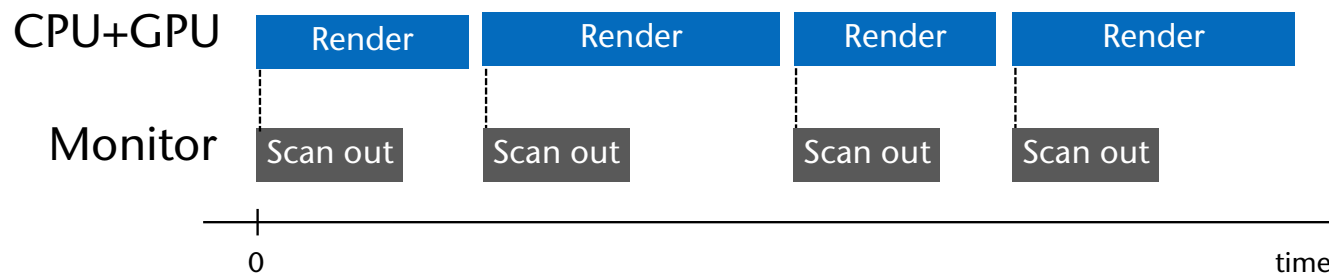 CPU+GPU Render Render Render Render
Monitor Scan out Scan out Scan out Scan out
0 time